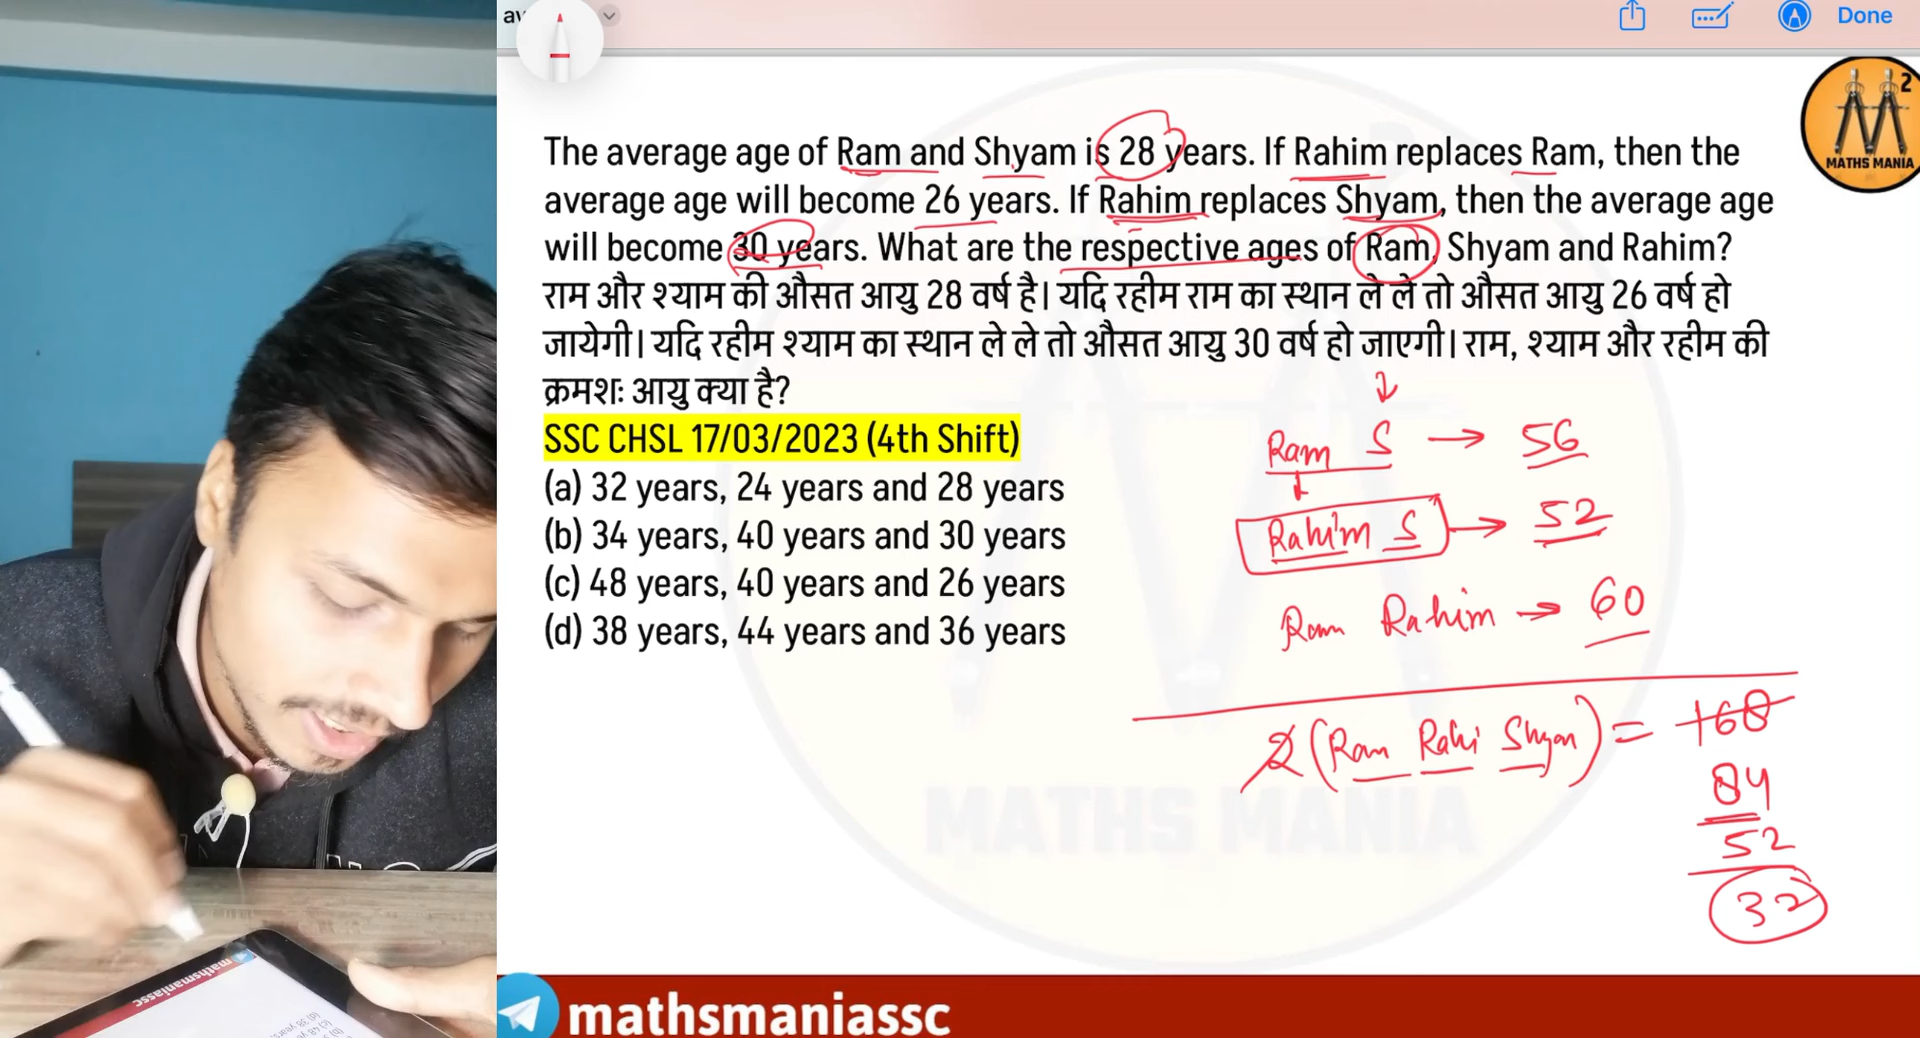 Done
2
MATHS MANIA
The average age of Ram and Shyam is 28 years. If Rahim replaces Ram, then the
average age will become 26 years. If Rahim replaces Shyam, then the average age
will become 30 years. What are the respective ages of Ram, Shyam and Rahim?
राम और श्याम की औसत आयु 28 वर्ष है। यदि रहीम राम का स्थान ले ले तो औसत आयु 26 वर्ष हो
जायेगी। यदि रहीम श्याम का स्थान ले ले तो औसत आयु 30 वर्ष हो जाएगी। राम, श्याम और रहीम की
क्रमशः आयु क्या है?
SSC CHSL 17/03/2023 (4th Shift)
(a) 32 years, 24 years and 28 years
(b) 34 years, 40 years and 30 years
(c) 48 years, 40 years and 26 years
(d) 38 years, 44 years and 36 years
Ram S → 56
Rahim S → 52
Ram Rahim → 60
2 (Ram Rahi Shyam) = 168
84
52
32
MATHS MANIA
mathsmaniassc
mathsmaniassc